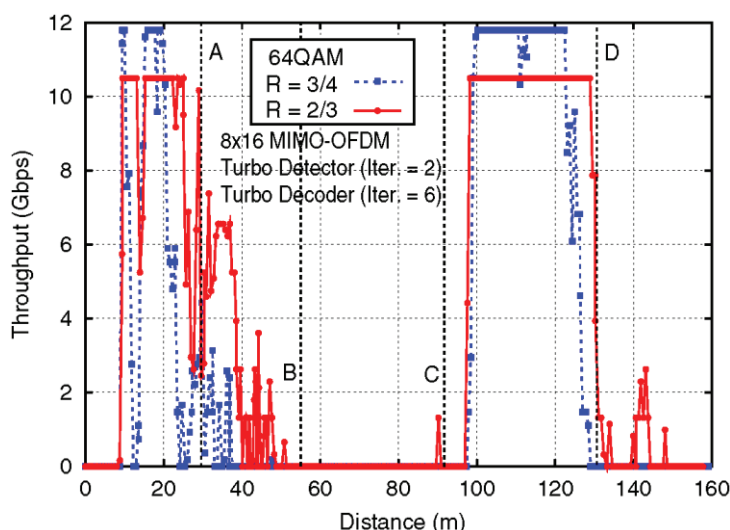 12
10
8
6
4
2
0
Throughput (Gbps)
A
B
C
D
64QAM
R = 3/4
R = 2/3
8x16 MIMO-OFDM
Turbo Detector (Iter. = 2)
Turbo Decoder (Iter. = 6)
0 20 40 60 80 100 120 140 160
Distance (m)